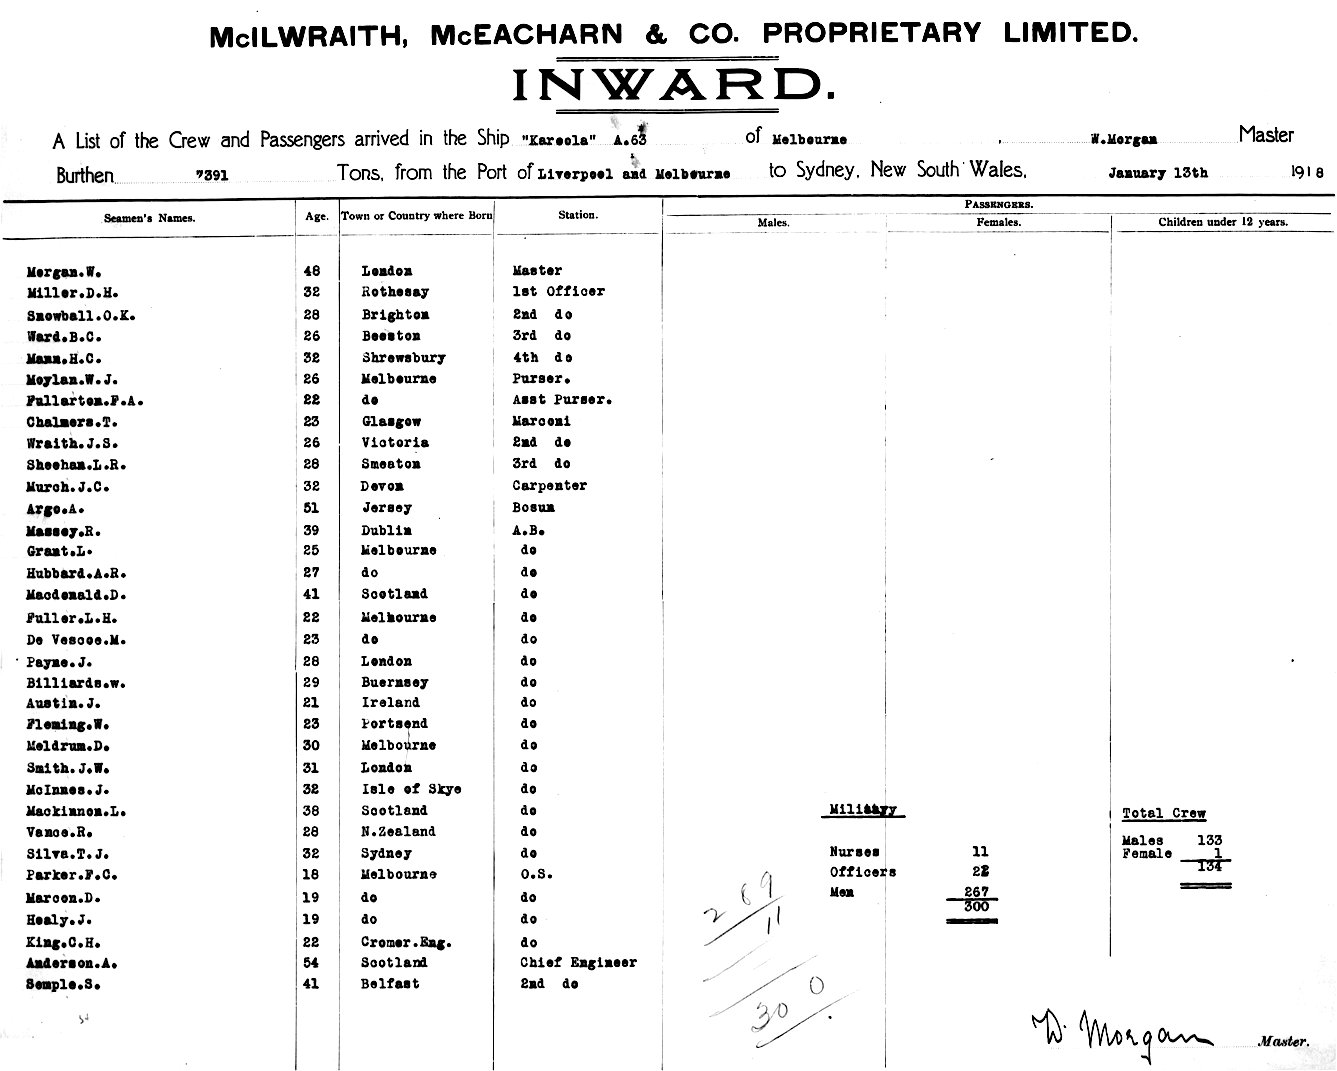 McILWRAITH, McEACHARN & CO. PROPRIETARY LIMITED.
INWARD.
A List of the Crew and Passengers arrived in the Ship "Karoola" A.63 of Melbourne , W.Morgan Master
Burthen 7391 Tons, from the Port of Liverpool and Melbourne to Sydney, New South Wales, January 13th 1918
PASSENGERS.
Seamen's Names. Age. Town or Country where Born Station. Males. Females. Children under 12 years.
Morgan.W. 48 London Master
Miller.D.H. 32 Rothesay 1st Officer
Snowball.O.K. 28 Brighton 2nd do
Ward.B.C. 26 Beeston 3rd do
Mann.H.C. 32 Shrewsbury 4th do
Moylan.W.J. 26 Melbourne Purser.
Fullarton.F.A. 22 do Asst Purser.
Chalmers.T. 23 Glasgow Marconi
Wraith.J.S. 26 Victoria 2nd do
Sheehan.L.R. 28 Smeaton 3rd do
Murch.J.C. 32 Devon Carpenter
Argo.A. 51 Jersey Bosun
Massey.R. 39 Dublin A.B.
Grant.L. 25 Melbourne do
Hubbard.A.R. 27 do do
Macdonald.D. 41 Scotland do
Fuller.L.H. 22 Melbourne do
De Vescoe.M. 23 do do
Payne.J. 28 London do
Billiards.w. 29 Buernsey do
Austin.J. 21 Ireland do
Fleming.W. 23 Portsend do
Meldrum.D. 30 Melbourne do
Smith.J.W. 31 London do
McInnes.J. 32 Isle of Skye do
Mackinnon.L. 38 Scotland do Military Total Crew
Vance.R. 28 N.Zealand do Males 133
Silva.T.J. 32 Sydney do Nurses 11 Female 1
134
Parker.F.C. 18 Melbourne O.S. Officers 22
Marcon.D. 19 do do Men 267
300
289
11
Healy.J. 19 do do
King.C.H. 22 Cromer.Eng. do
Anderson.A. 54 Scotland Chief Engineer
Semple.S. 41 Belfast 2nd do
300
W. Morgan Master.